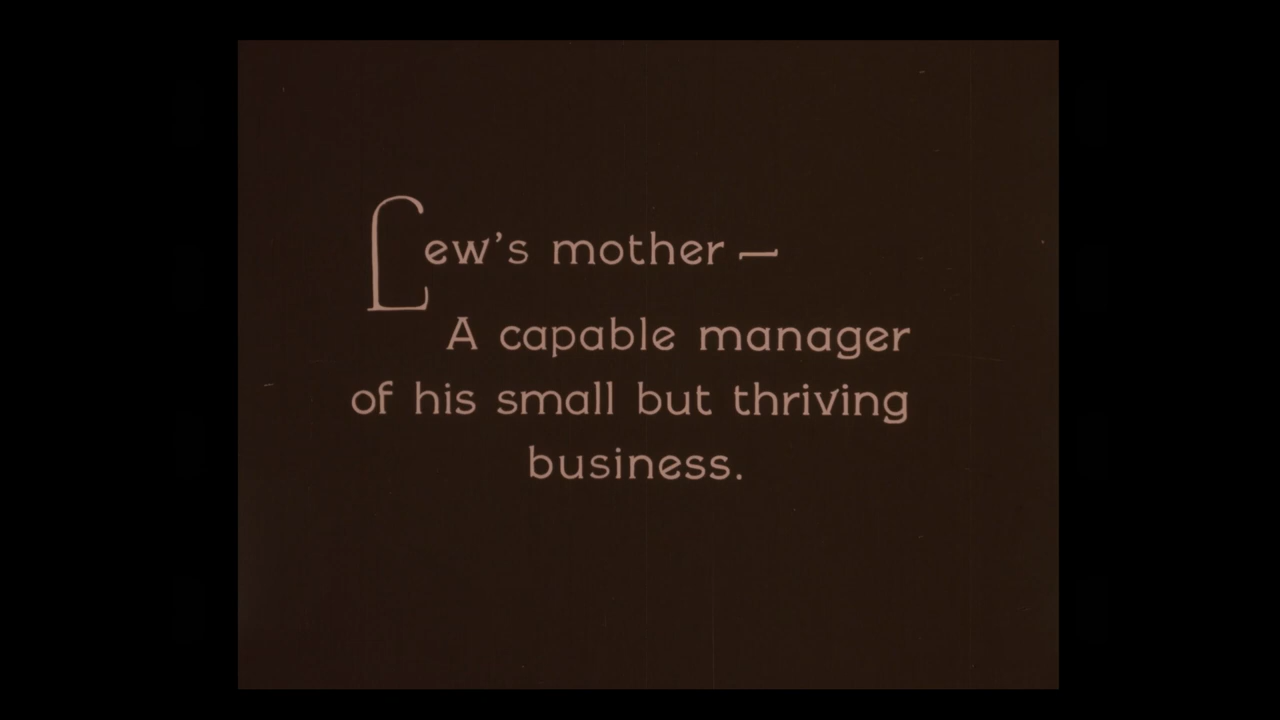 Lew's mother —
A capable manager
of his small but thriving
business.